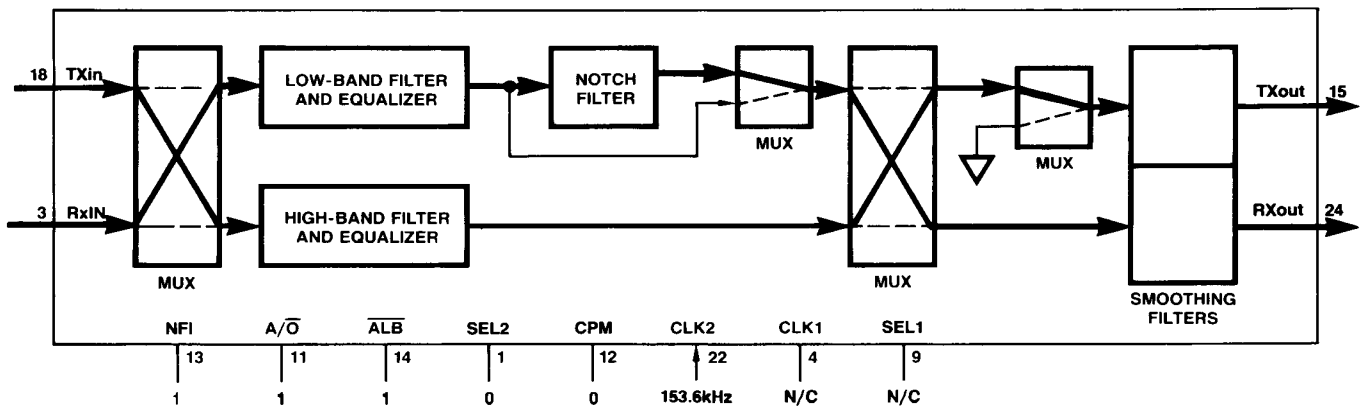 18 TXin
LOW-BAND FILTER
AND EQUALIZER
NOTCH
FILTER
MUX
MUX
TXout 15
3 RxIN
HIGH-BAND FILTER
AND EQUALIZER
RXout 24
MUX
MUX
SMOOTHING
FILTERS
NFI A/O̅ A̅L̅B̅ SEL2 CPM CLK2 CLK1 SEL1
13 11 14 1 12 22 4 9
1 1 1 0 0 153.6kHz N/C N/C